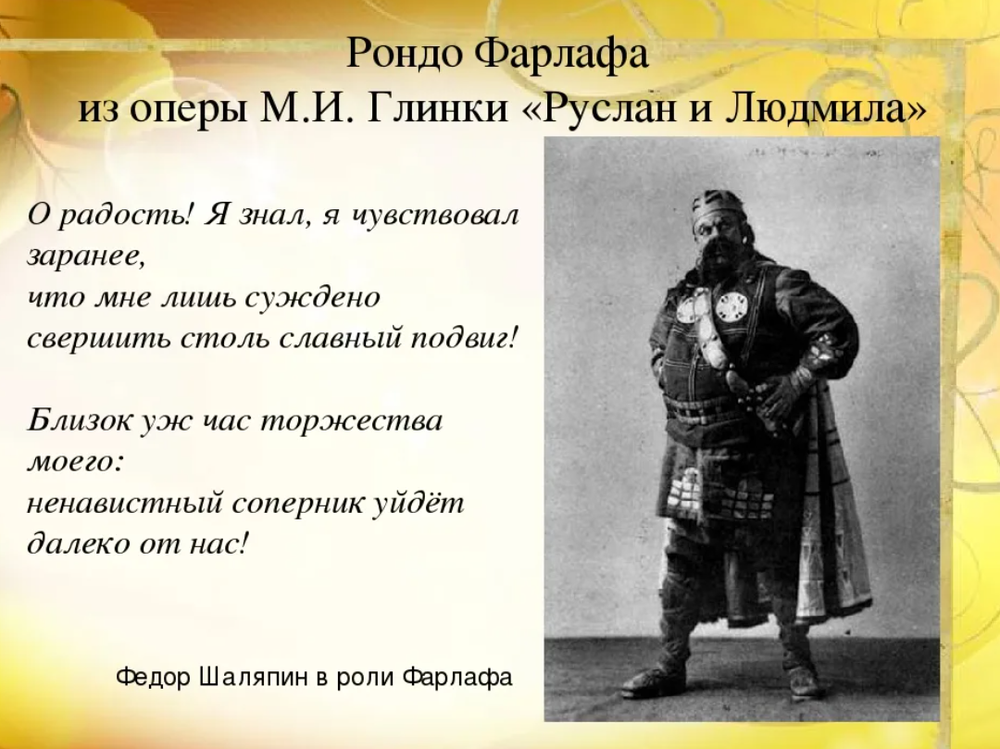 Рондо Фарлафа
из оперы М.И. Глинки «Руслан и Людмила»
О радость! Я знал, я чувствовал
заранее,
что мне лишь суждено
свершить столь славный подвиг!
Близок уж час торжества
моего:
ненавистный соперник уйдёт
далеко от нас!
Федор Шаляпин в роли Фарлафа